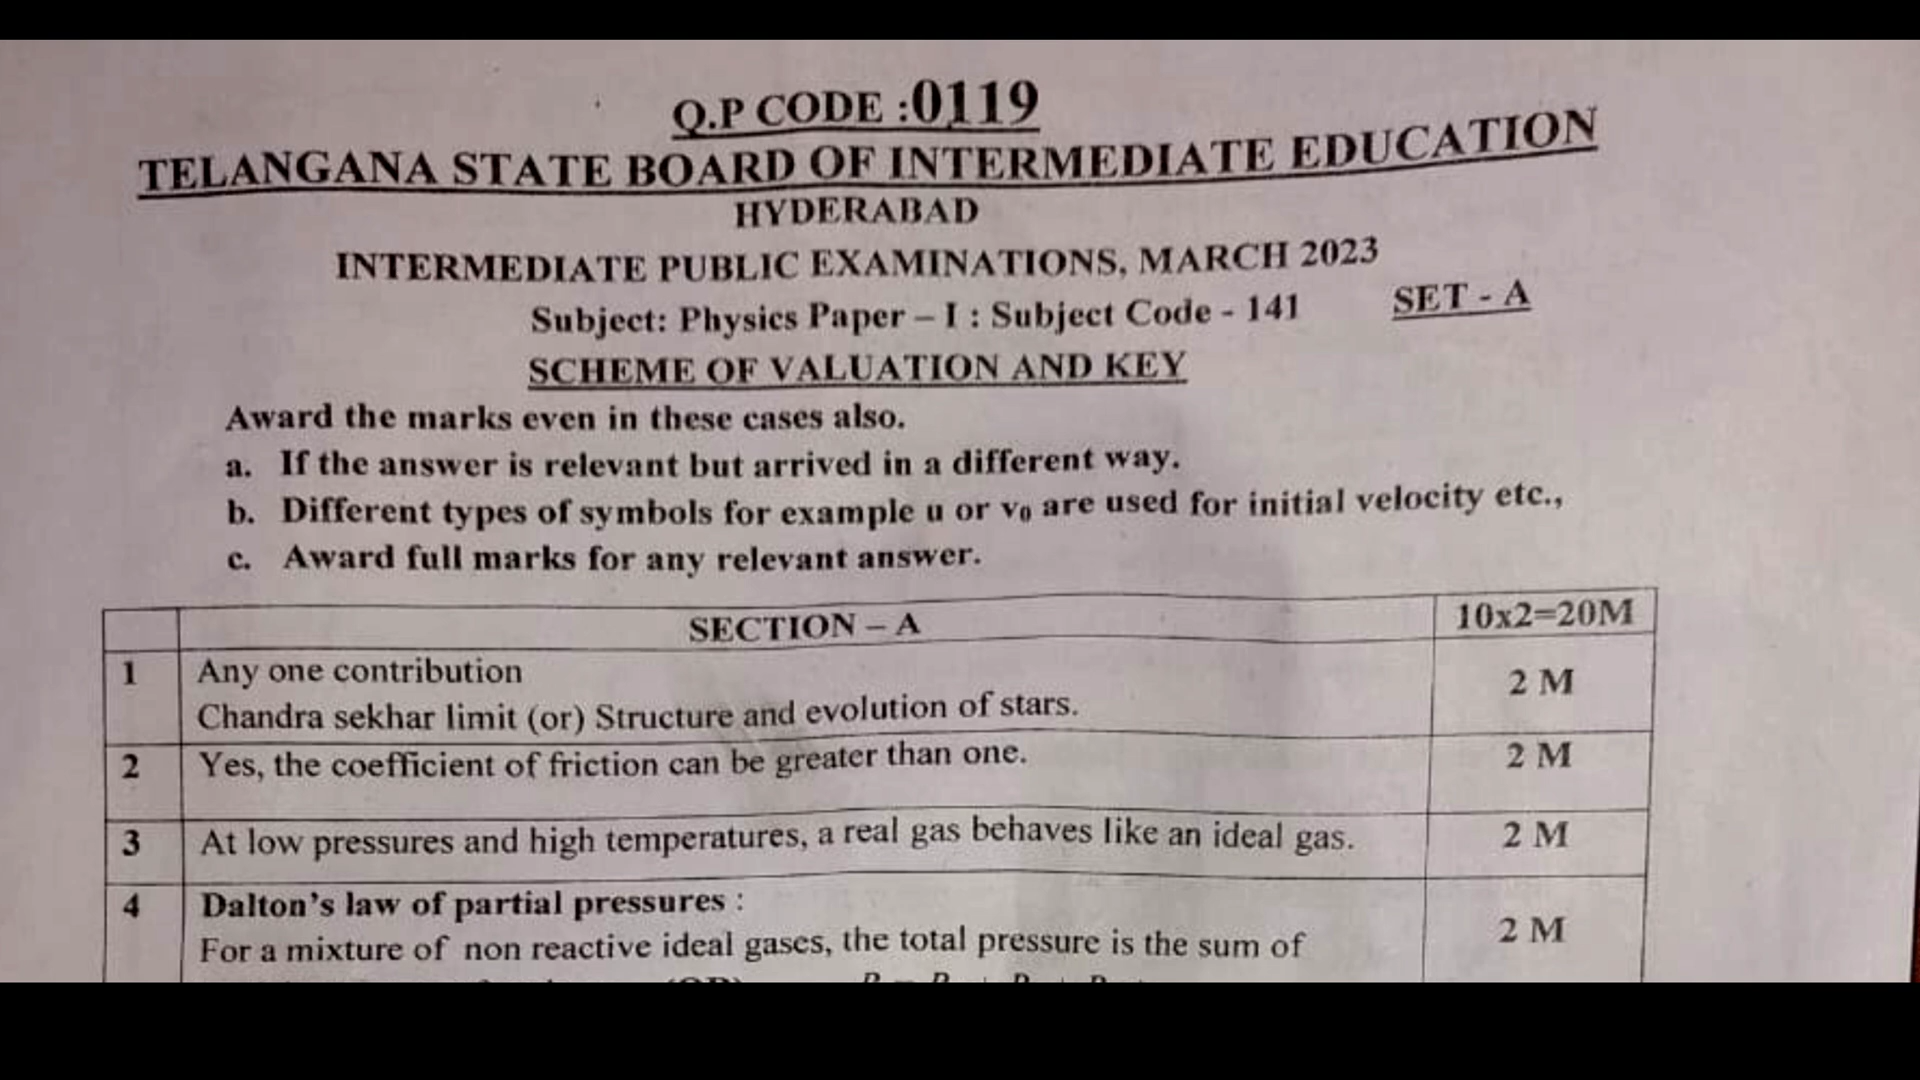 Q.P CODE :0119
TELANGANA STATE BOARD OF INTERMEDIATE EDUCATION
HYDERABAD
INTERMEDIATE PUBLIC EXAMINATIONS, MARCH 2023
Subject: Physics Paper – I : Subject Code - 141 SET - A
SCHEME OF VALUATION AND KEY
Award the marks even in these cases also.
a. If the answer is relevant but arrived in a different way.
b. Different types of symbols for example u or v₀ are used for initial velocity etc.,
c. Award full marks for any relevant answer.
SECTION – A 10x2=20M
1 Any one contribution
Chandra sekhar limit (or) Structure and evolution of stars. 2 M
2 Yes, the coefficient of friction can be greater than one. 2 M
3 At low pressures and high temperatures, a real gas behaves like an ideal gas. 2 M
4 Dalton's law of partial pressures :
For a mixture of non reactive ideal gases, the total pressure is the sum of 2 M